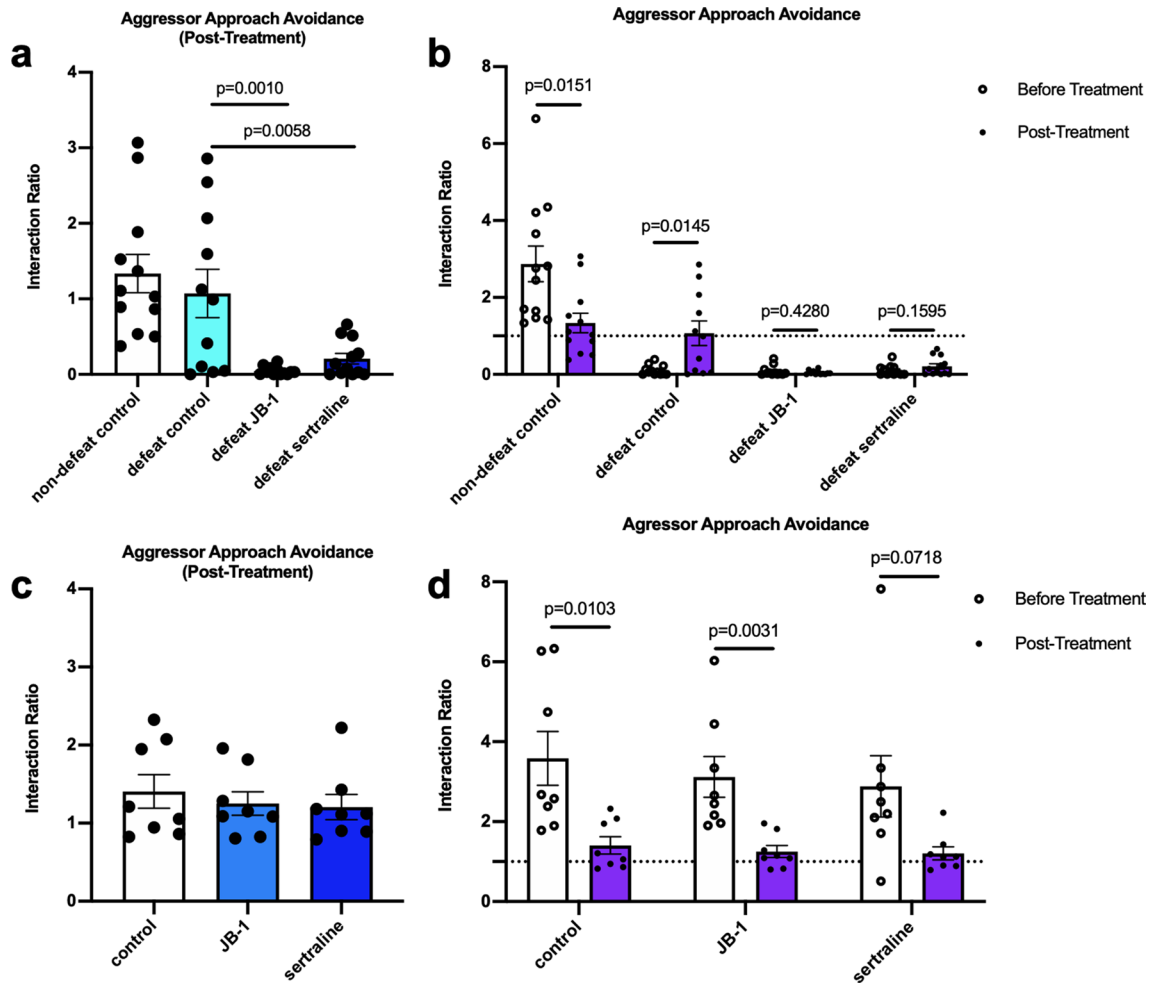 a
Aggressor Approach Avoidance
(Post-Treatment)
Interaction Ratio
4
3
2
1
0
p=0.0010
p=0.0058
non-defeat control
defeat control
defeat JB-1
defeat sertraline
b
Aggressor Approach Avoidance
Interaction Ratio
8
6
4
2
0
p=0.0151
p=0.0145
p=0.4280
p=0.1595
Before Treatment
Post-Treatment
non-defeat control
defeat control
defeat JB-1
defeat sertraline
c
Aggressor Approach Avoidance
(Post-Treatment)
Interaction Ratio
4
3
2
1
0
control
JB-1
sertraline
d
Agressor Approach Avoidance
Interaction Ratio
8
6
4
2
0
p=0.0103
p=0.0031
p=0.0718
Before Treatment
Post-Treatment
control
JB-1
sertraline